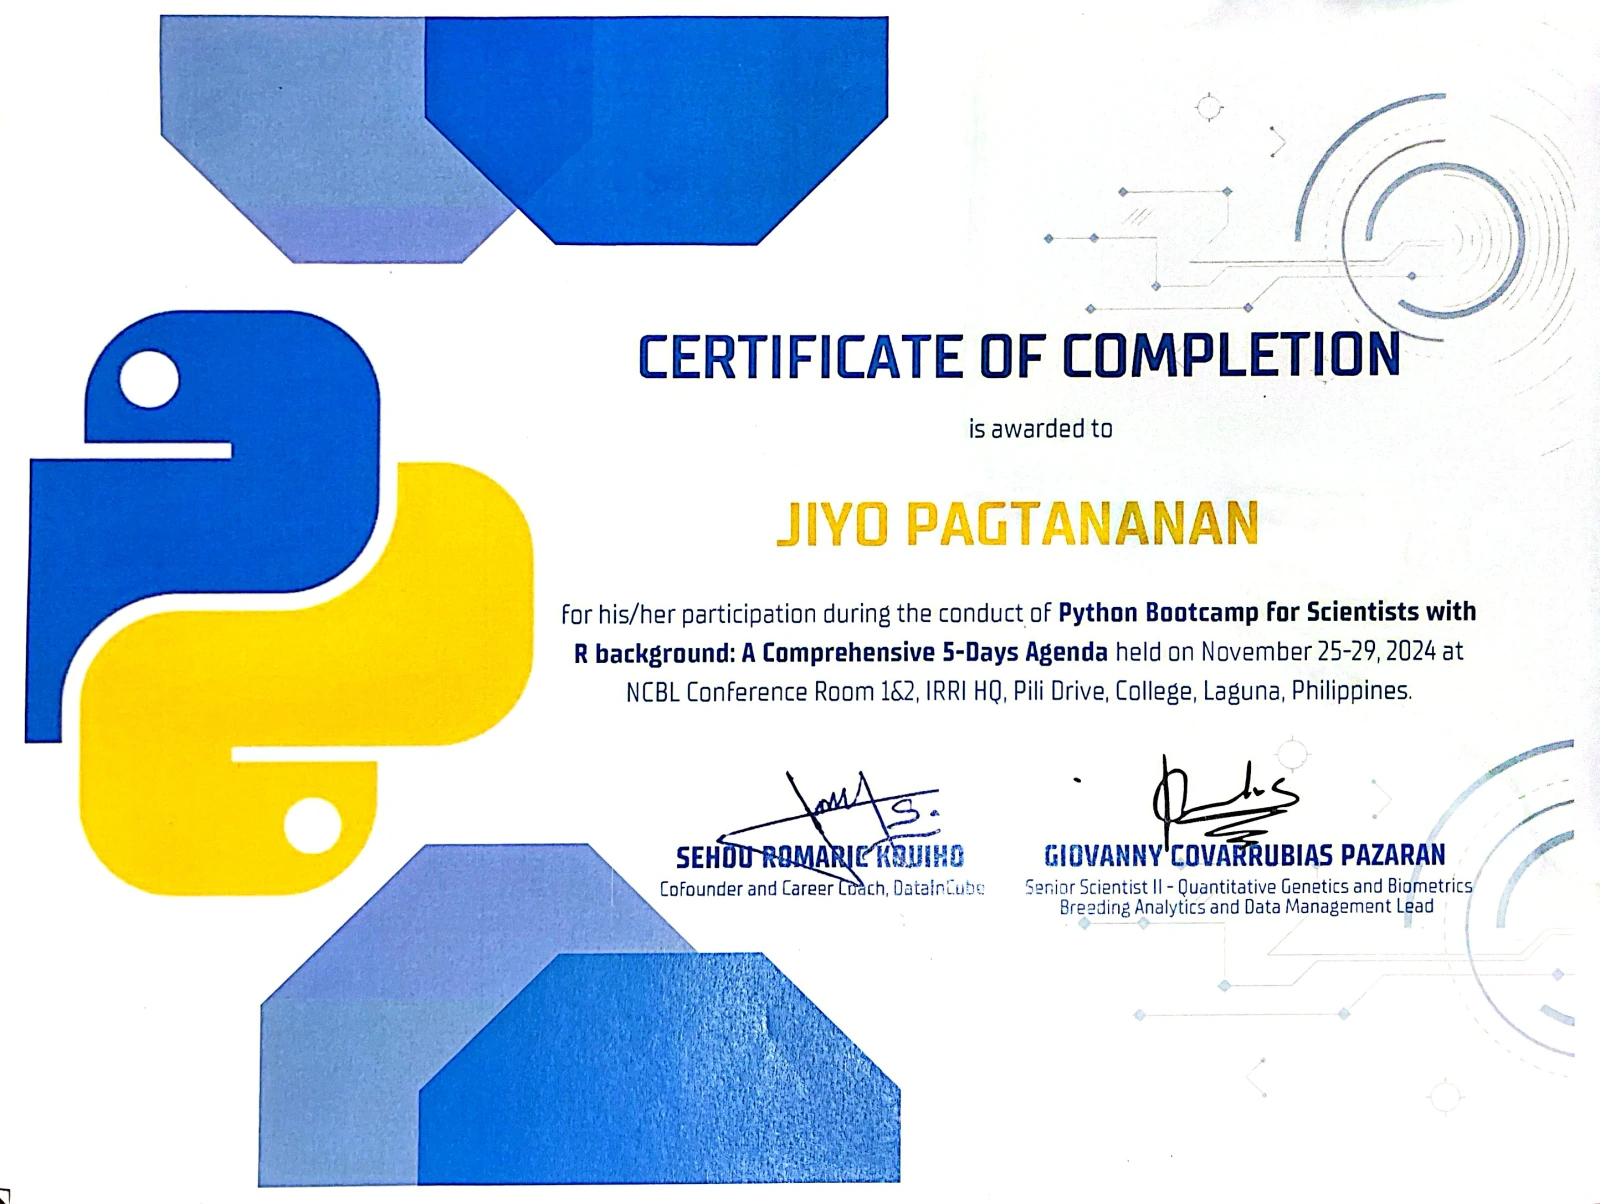 CERTIFICATE OF COMPLETION
is awarded to
JIYO PAGTANANAN
for his/her participation during the conduct of Python Bootcamp for Scientists with
R background: A Comprehensive 5-Days Agenda held on November 25-29, 2024 at
NCBL Conference Room 1&2, IRRI HQ, Pili Drive, College, Laguna, Philippines.
SEHOU ROMARIC KOUIHO
Cofounder and Career Coach, DataInCube
GIOVANNY COVARRUBIAS PAZARAN
Senior Scientist II - Quantitative Genetics and Biometrics
Breeding Analytics and Data Management Lead